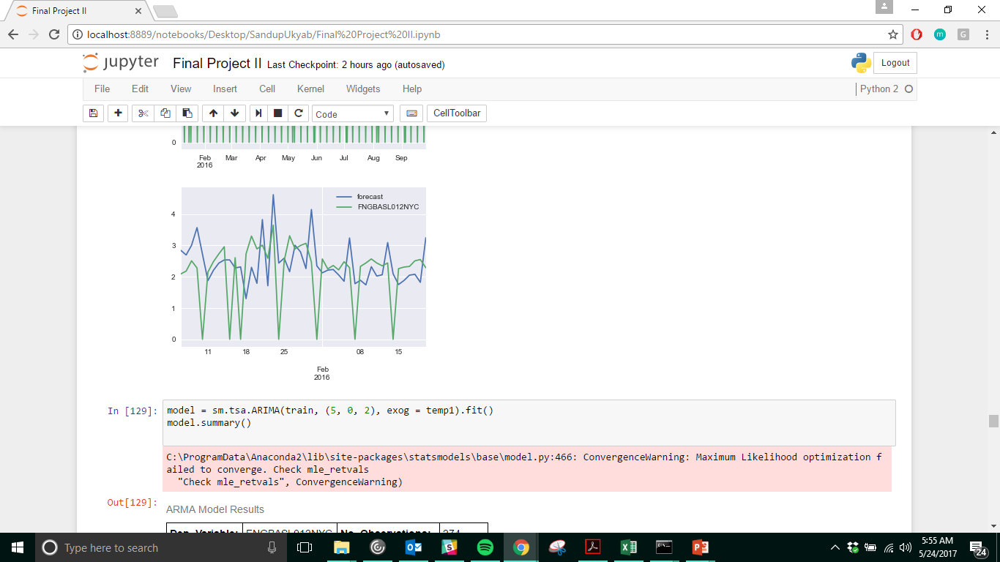 Final Project II
localhost:8889/notebooks/Desktop/SandupUkyab/Final%20Project%20II.ipynb
jupyter Final Project II Last Checkpoint: 2 hours ago (autosaved)
Logout
File Edit View Insert Cell Kernel Widgets Help
Python 2
Code
CellToolbar
0
Feb Mar Apr May Jun Jul Aug Sep
2016
forecast
FNGBASL012NYC
4
3
2
1
0
11 18 25 08 15
Feb
2016
In [129]:
model = sm.tsa.ARIMA(train, (5, 0, 2), exog = temp1).fit()
model.summary()
C:\ProgramData\Anaconda2\lib\site-packages\statsmodels\base\model.py:466: ConvergenceWarning: Maximum Likelihood optimization f
ailed to converge. Check mle_retvals
"Check mle_retvals", ConvergenceWarning)
Out[129]:
ARMA Model Results
Dep. Variable: FNGBASL012NYC No. Observations: 274
Type here to search
5:55 AM
5/24/2017
24